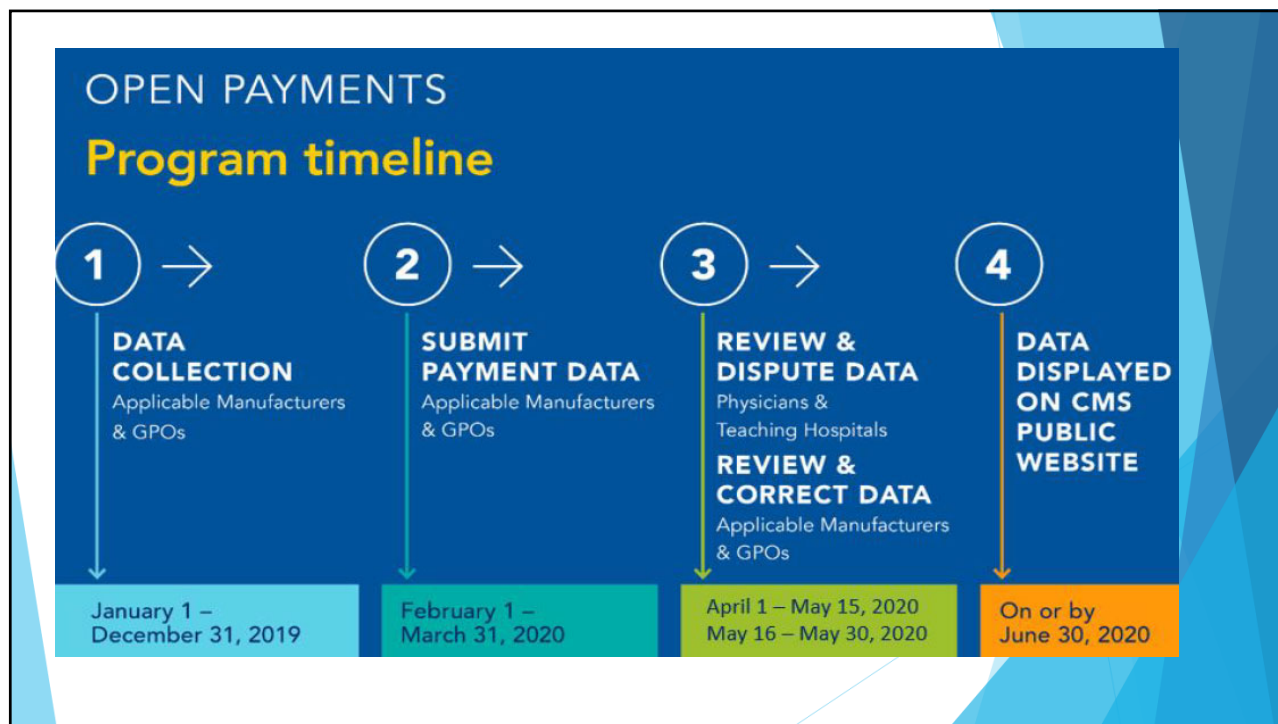 OPEN PAYMENTS
Program timeline
1
DATA
COLLECTION
Applicable Manufacturers
& GPOs
January 1 –
December 31, 2019
2
SUBMIT
PAYMENT DATA
Applicable Manufacturers
& GPOs
February 1 –
March 31, 2020
3
REVIEW &
DISPUTE DATA
Physicians &
Teaching Hospitals
REVIEW &
CORRECT DATA
Applicable Manufacturers
& GPOs
April 1 – May 15, 2020
May 16 – May 30, 2020
4
DATA
DISPLAYED
ON CMS
PUBLIC
WEBSITE
On or by
June 30, 2020